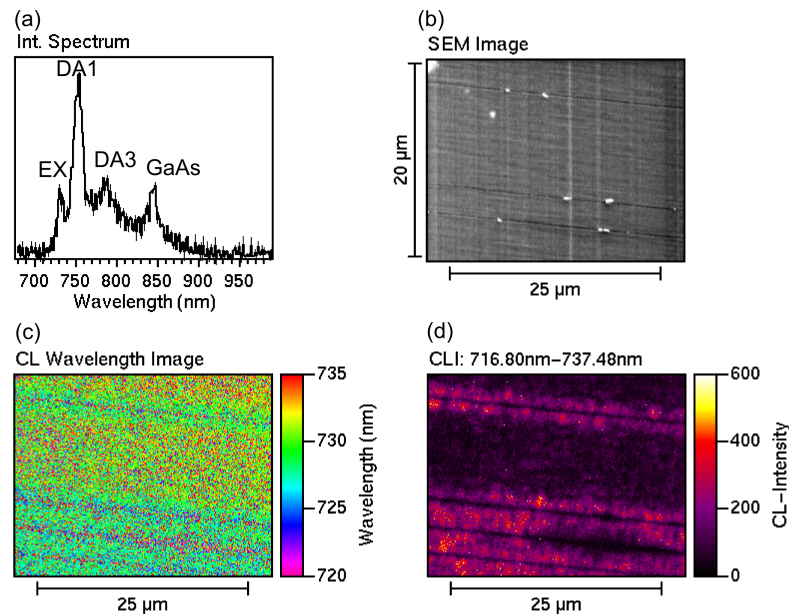 (a)
Int. Spectrum
DA1
EX
DA3
GaAs
700 750 800 850 900 950
Wavelength (nm)
(b)
SEM Image
20 µm
25 µm
(c)
CL Wavelength Image
735
730
725
720
Wavelength (nm)
25 µm
(d)
CLI: 716.80nm–737.48nm
600
400
200
0
CL–Intensity
25 µm